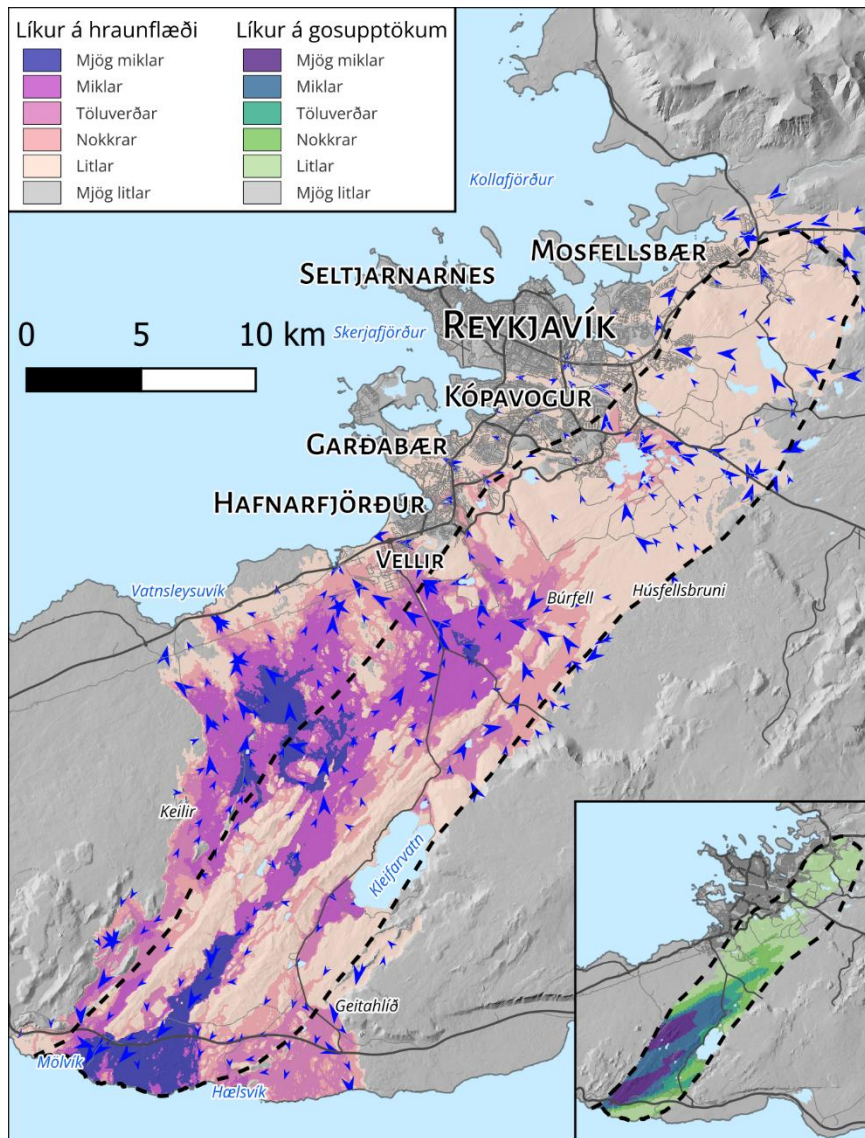 Líkur á hraunflæði
Mjög miklar
Miklar
Töluverðar
Nokkrar
Litlar
Mjög litlar
Líkur á gosupptökum
Mjög miklar
Miklar
Töluverðar
Nokkrar
Litlar
Mjög litlar
Kollafjörður
Mosfellsbær
Seltjarnarnes
0 5 10 km
Skerjafjörður
Reykjavík
Kópavogur
Garðabær
Hafnarfjörður
Vellir
Vatnsleysuvík
Búrfell
Húsfellsbruni
Keilir
Kleifarvatn
Geitahlíð
Mölvík
Hælsvík